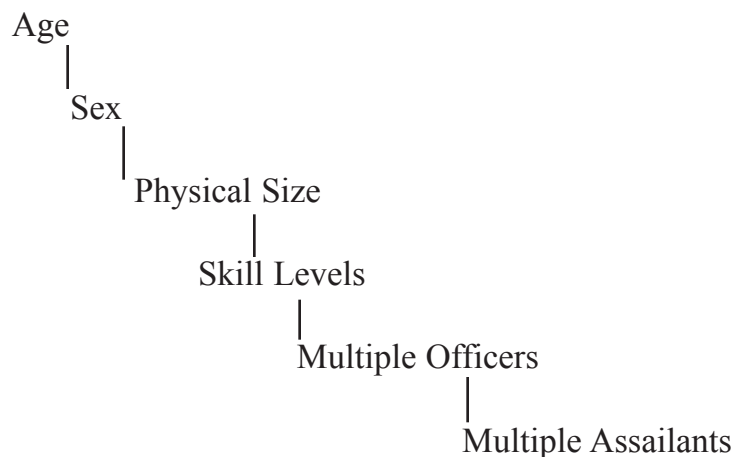 Age
Sex
Physical Size
Skill Levels
Multiple Officers
Multiple Assailants